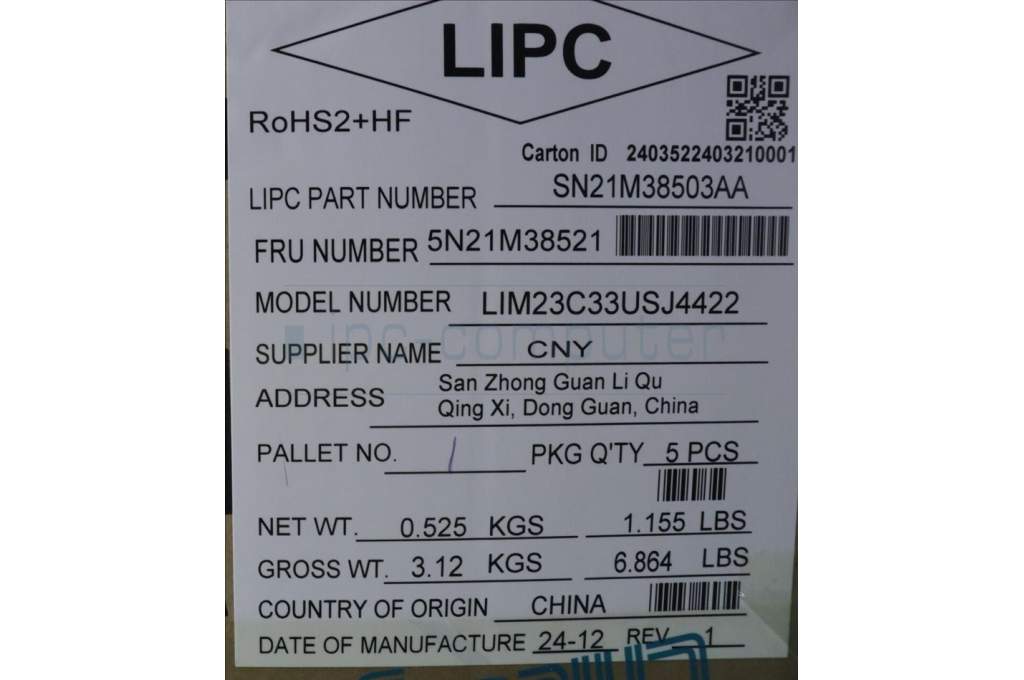 LIPC
RoHS2+HF
Carton ID 2403522403210001
LIPC PART NUMBER SN21M38503AA
FRU NUMBER 5N21M38521
MODEL NUMBER LIM23C33USJ4422
ipc-computer
SUPPLIER NAME CNY
ADDRESS San Zhong Guan Li Qu
Qing Xi, Dong Guan, China
PALLET NO. 1 PKG Q'TY 5 PCS
NET WT. 0.525 KGS 1.155 LBS
GROSS WT. 3.12 KGS 6.864 LBS
COUNTRY OF ORIGIN CHINA
DATE OF MANUFACTURE 24-12 REV 1